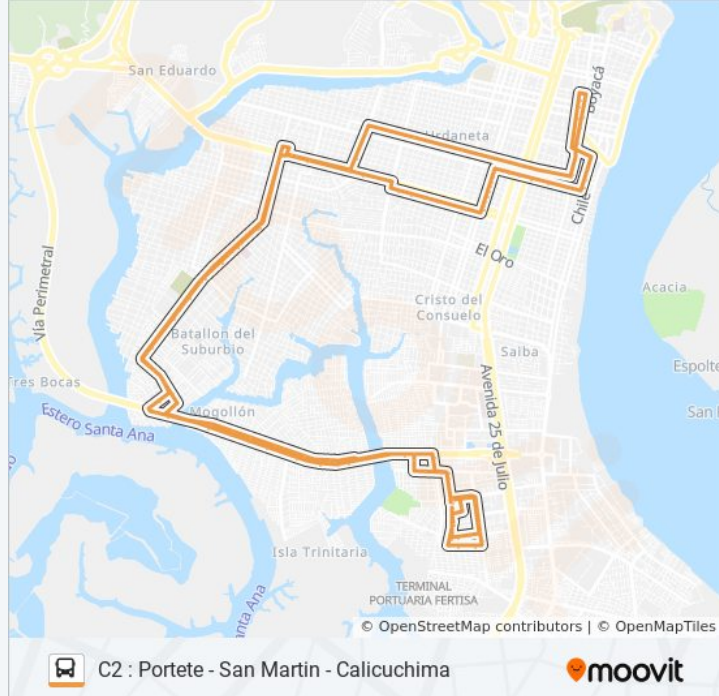 San Eduardo
Boyacá
Urdaneta
Chile
El Oro
Vía Perimetral
Acacia
Cristo del
Consuelo
Batallon del
Suburbio
Saiba
Espolte
Tres Bocas
Avenida 25 de Julio
Mogollón
San
Estero Santa Ana
Isla Trinitaria
Santa Ana
TERMINAL
PORTUARIA FERTISA
© OpenStreetMap contributors | © OpenMapTiles
C2 : Portete - San Martin - Calicuchima
moovit